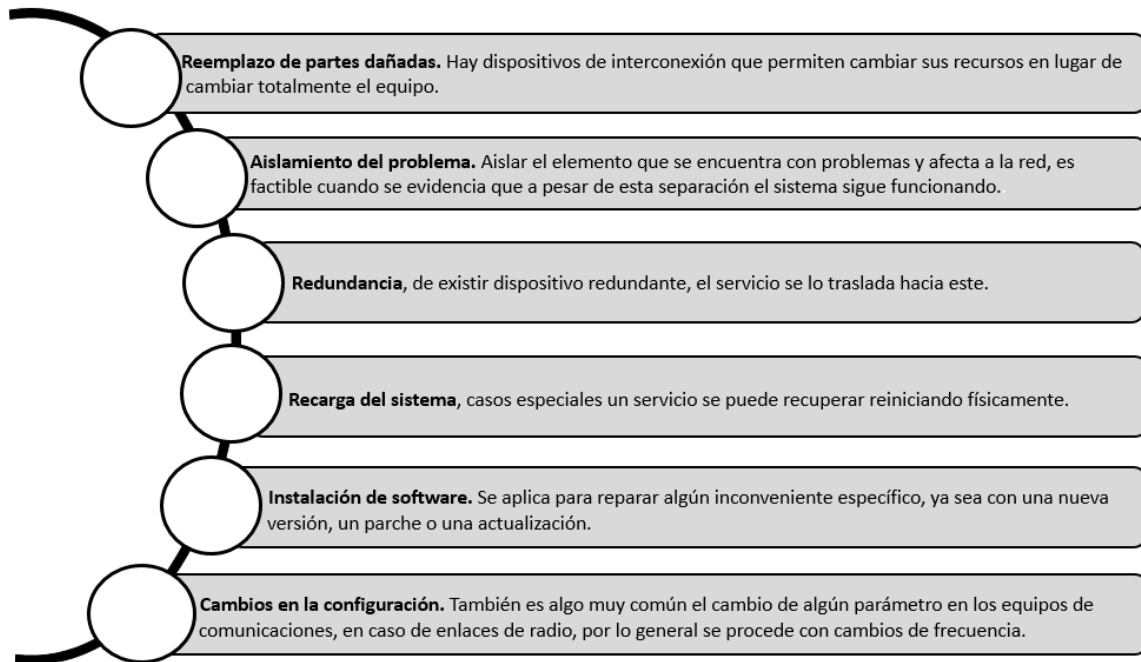 Reemplazo de partes dañadas. Hay dispositivos de interconexión que permiten cambiar sus recursos en lugar de
cambiar totalmente el equipo.
Aislamiento del problema. Aislar el elemento que se encuentra con problemas y afecta a la red, es
factible cuando se evidencia que a pesar de esta separación el sistema sigue funcionando.
Redundancia, de existir dispositivo redundante, el servicio se lo traslada hacia este.
Recarga del sistema, casos especiales un servicio se puede recuperar reiniciando físicamente.
Instalación de software. Se aplica para reparar algún inconveniente específico, ya sea con una nueva
versión, un parche o una actualización.
Cambios en la configuración. También es algo muy común el cambio de algún parámetro en los equipos de
comunicaciones, en caso de enlaces de radio, por lo general se procede con cambios de frecuencia.